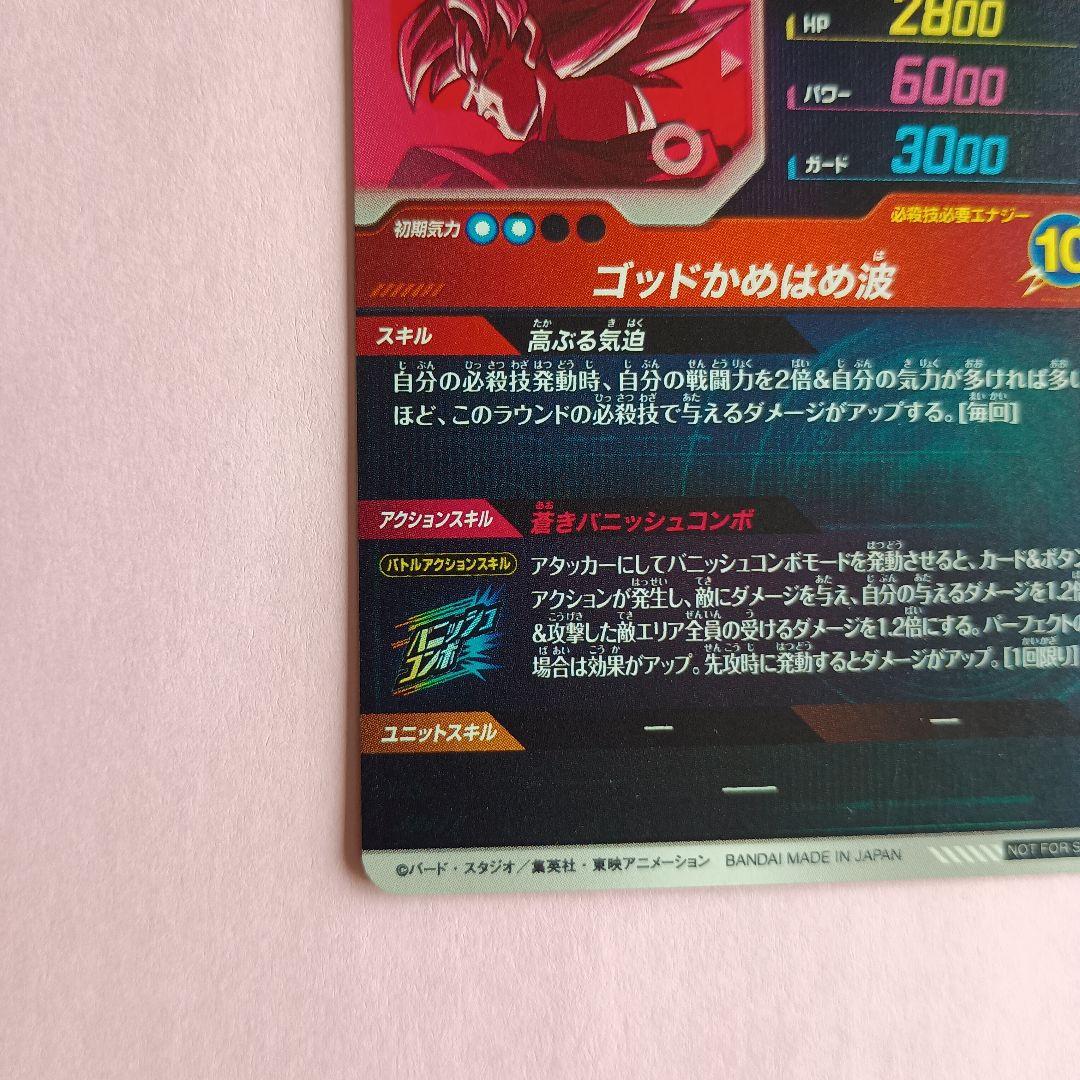 HP 2800
パワー 6000
ガード 3000
初期気力
必殺技必要エナジー 10
ゴッドかめはめ波
スキル 高ぶる気迫
自分の必殺技発動時、自分の戦闘力を2倍&自分の気力が多ければ多い
ほど、このラウンドの必殺技で与えるダメージがアップする。[毎回]
アクションスキル 蒼きバニッシュコンボ
バトルアクションスキル
バニッシュ
コンボ
アタッカーにしてバニッシュコンボモードを発動させると、カード&ボタン
アクションが発生し、敵にダメージを与え、自分の与えるダメージを1.2倍
&攻撃した敵エリア全員の受けるダメージを1.2倍にする。パーフェクトの
場合は効果がアップ。先攻時に発動するとダメージがアップ。[1回限り]
ユニットスキル ー ー
ー
©バード・スタジオ/集英社・東映アニメーション BANDAI MADE IN JAPAN NOT FOR S